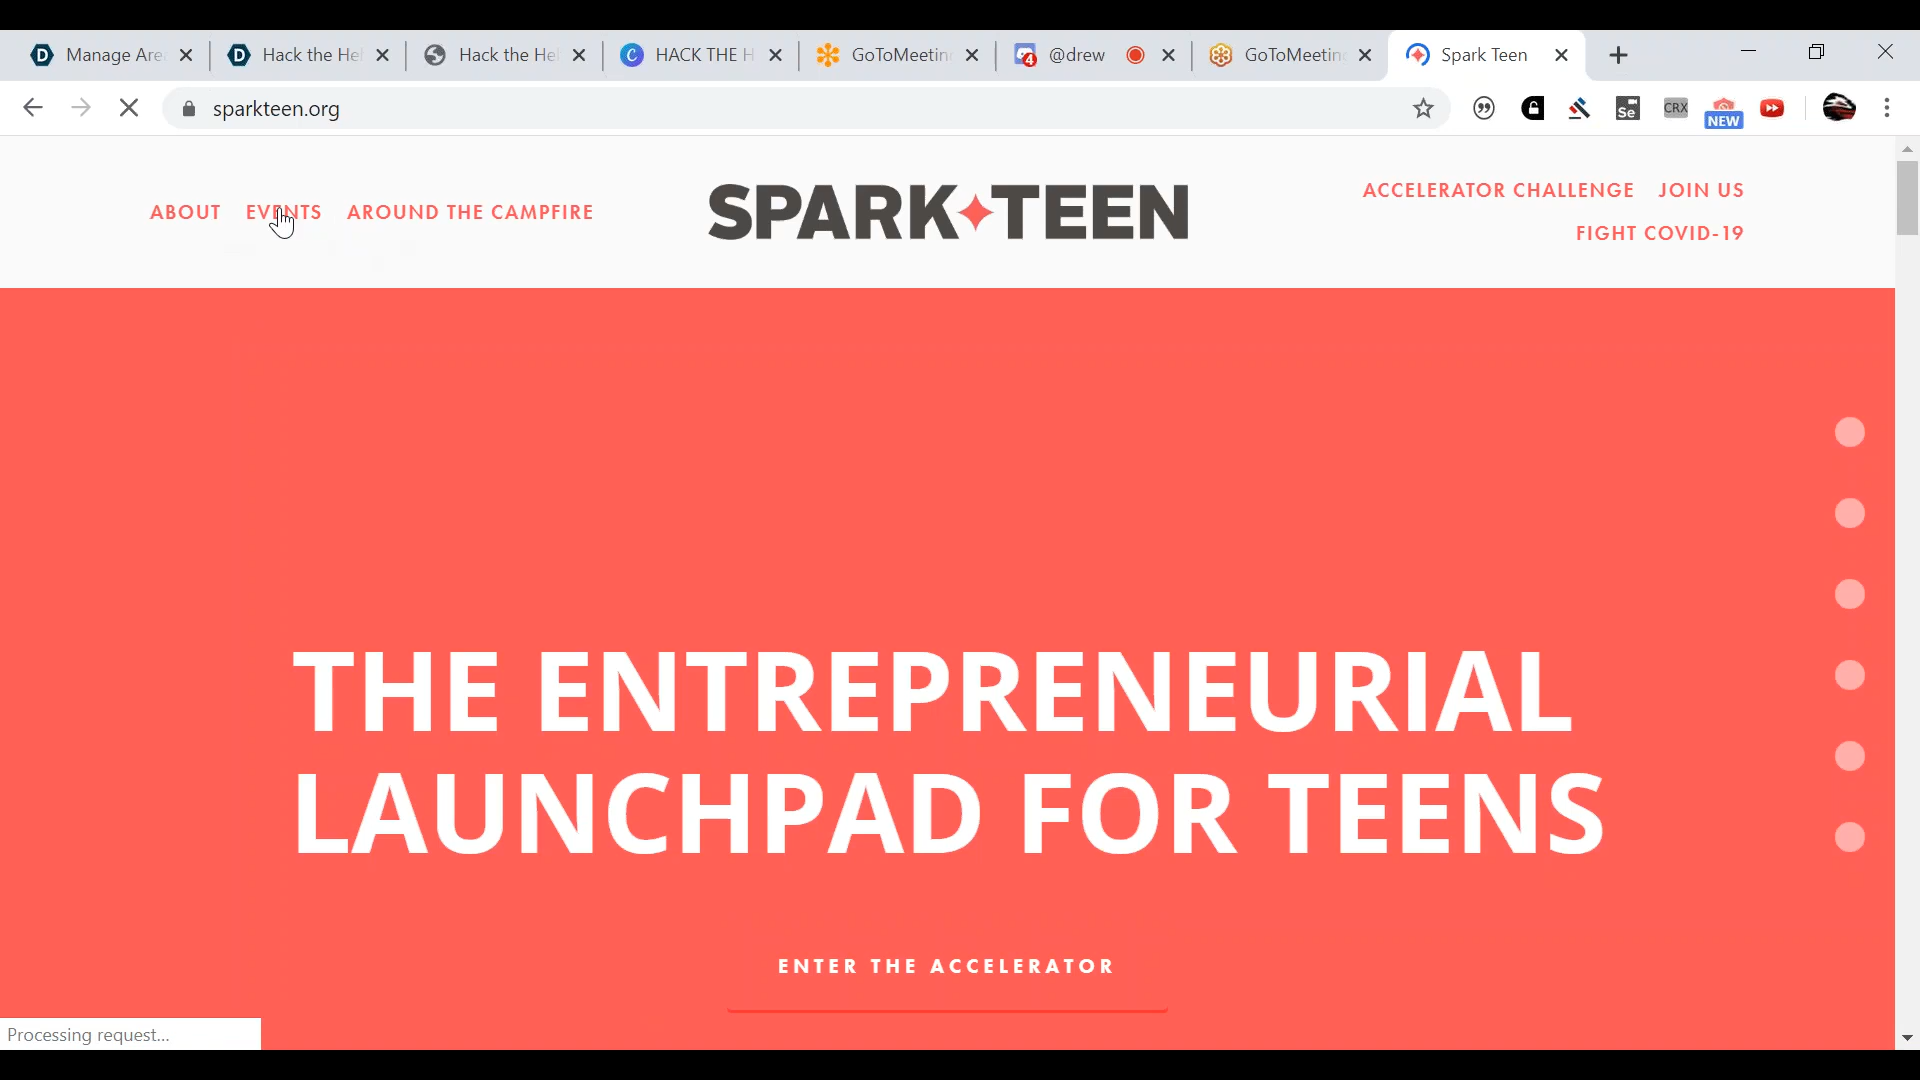 Manage Are
Hack the He
Hack the He
HACK THE H
GoToMeetin
4
@drew
GoToMeetin
Spark Teen
sparkteen.org
Se
CRX
NEW
ABOUT EVENTS AROUND THE CAMPFIRE
SPARK TEEN
ACCELERATOR CHALLENGE JOIN US
FIGHT COVID-19
THE ENTREPRENEURIAL
LAUNCHPAD FOR TEENS
ENTER THE ACCELERATOR
Processing request...